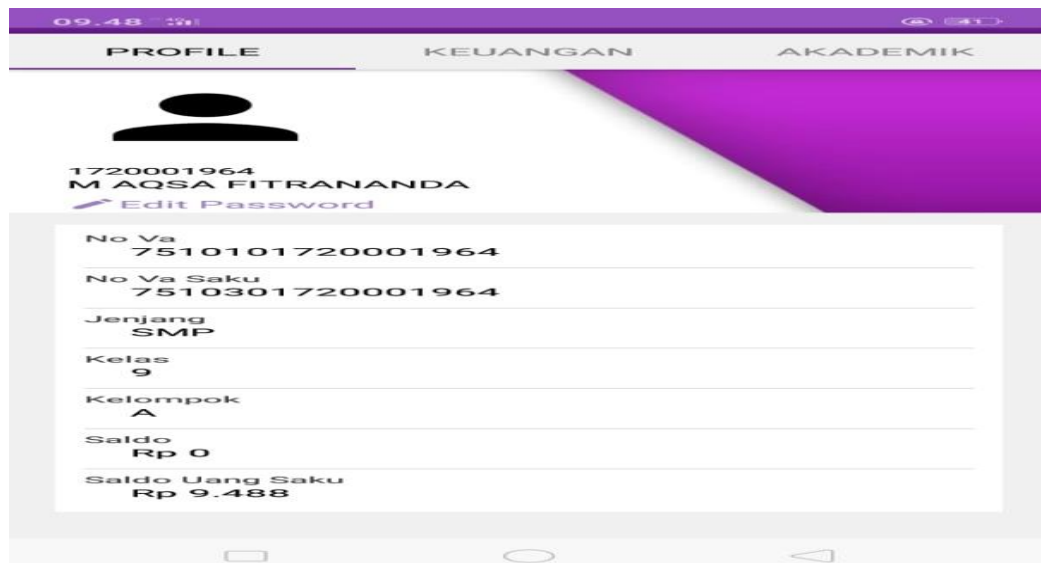 09.48
41
PROFILE KEUANGAN AKADEMIK
1720001964
M AQSA FITRANANDA
Edit Password
No Va
7510101720001964
No Va Saku
7510301720001964
Jenjang
SMP
Kelas
9
Kelompok
A
Saldo
Rp 0
Saldo Uang Saku
Rp 9.488